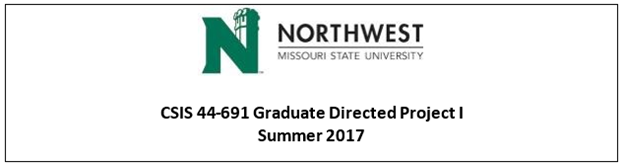 N NORTHWEST
MISSOURI STATE UNIVERSITY
CSIS 44-691 Graduate Directed Project I
Summer 2017